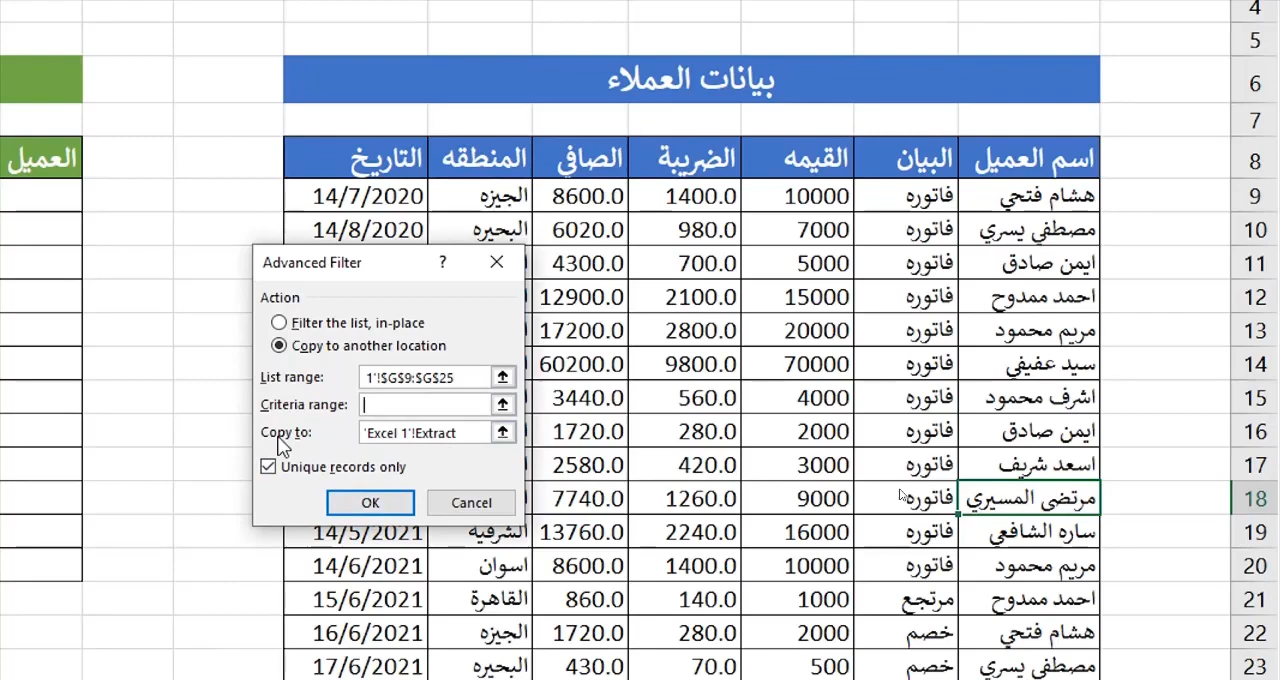 4
5
بيانات العملاء 6
7
اسم العميل البيان القيمه الضريبة الصافي المنطقه التاريخ العميل 8
هشام فتحي فاتوره 10000 1400.0 8600.0 الجيزه 14/7/2020 9
مصطفى يسري فاتوره 7000 980.0 6020.0 البحيره 14/8/2020 10
ايمن صادق فاتوره 5000 700.0 4300.0 11
احمد ممدوح فاتوره 15000 2100.0 12900.0 12
مريم محمود فاتوره 20000 2800.0 17200.0 13
سيد عفيفي فاتوره 70000 9800.0 60200.0 14
اشرف محمود فاتوره 4000 560.0 3440.0 15
ايمن صادق فاتوره 2000 280.0 1720.0 16
اسعد شريف فاتوره 3000 420.0 2580.0 17
مرتضى المسيري فاتوره 9000 1260.0 7740.0 18
ساره الشافعي فاتوره 16000 2240.0 13760.0 الشرقيه 14/5/2021 19
مريم محمود فاتوره 10000 1400.0 8600.0 اسوان 14/6/2021 20
احمد ممدوح مرتجع 1000 140.0 860.0 القاهرة 15/6/2021 21
هشام فتحي خصم 2000 280.0 1720.0 الجيزه 16/6/2021 22
مصطفى يسري خصم 500 70.0 430.0 البحيره 17/6/2021 23
Advanced Filter ? ×
Action
Filter the list, in-place
Copy to another location
List range: 1'!$G$9:$G$25
Criteria range:
Copy to: 'Excel 1'!Extract
Unique records only
OK Cancel